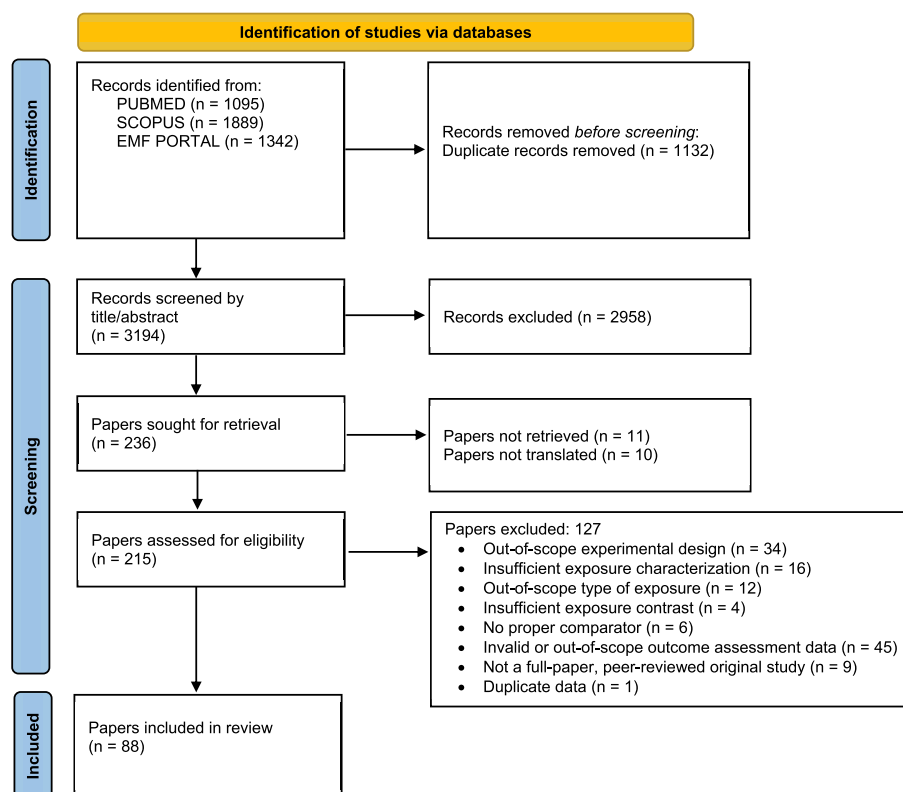 Identification of studies via databases
Identification
Records identified from:
PUBMED (n = 1095)
SCOPUS (n = 1889)
EMF PORTAL (n = 1342)
Records removed before screening:
Duplicate records removed (n = 1132)
Screening
Records screened by
title/abstract
(n = 3194)
Records excluded (n = 2958)
Papers sought for retrieval
(n = 236)
Papers not retrieved (n = 11)
Papers not translated (n = 10)
Papers assessed for eligibility
(n = 215)
Papers excluded: 127
• Out-of-scope experimental design (n = 34)
• Insufficient exposure characterization (n = 16)
• Out-of-scope type of exposure (n = 12)
• Insufficient exposure contrast (n = 4)
• No proper comparator (n = 6)
• Invalid or out-of-scope outcome assessment data (n = 45)
• Not a full-paper, peer-reviewed original study (n = 9)
• Duplicate data (n = 1)
Included
Papers included in review
(n = 88)